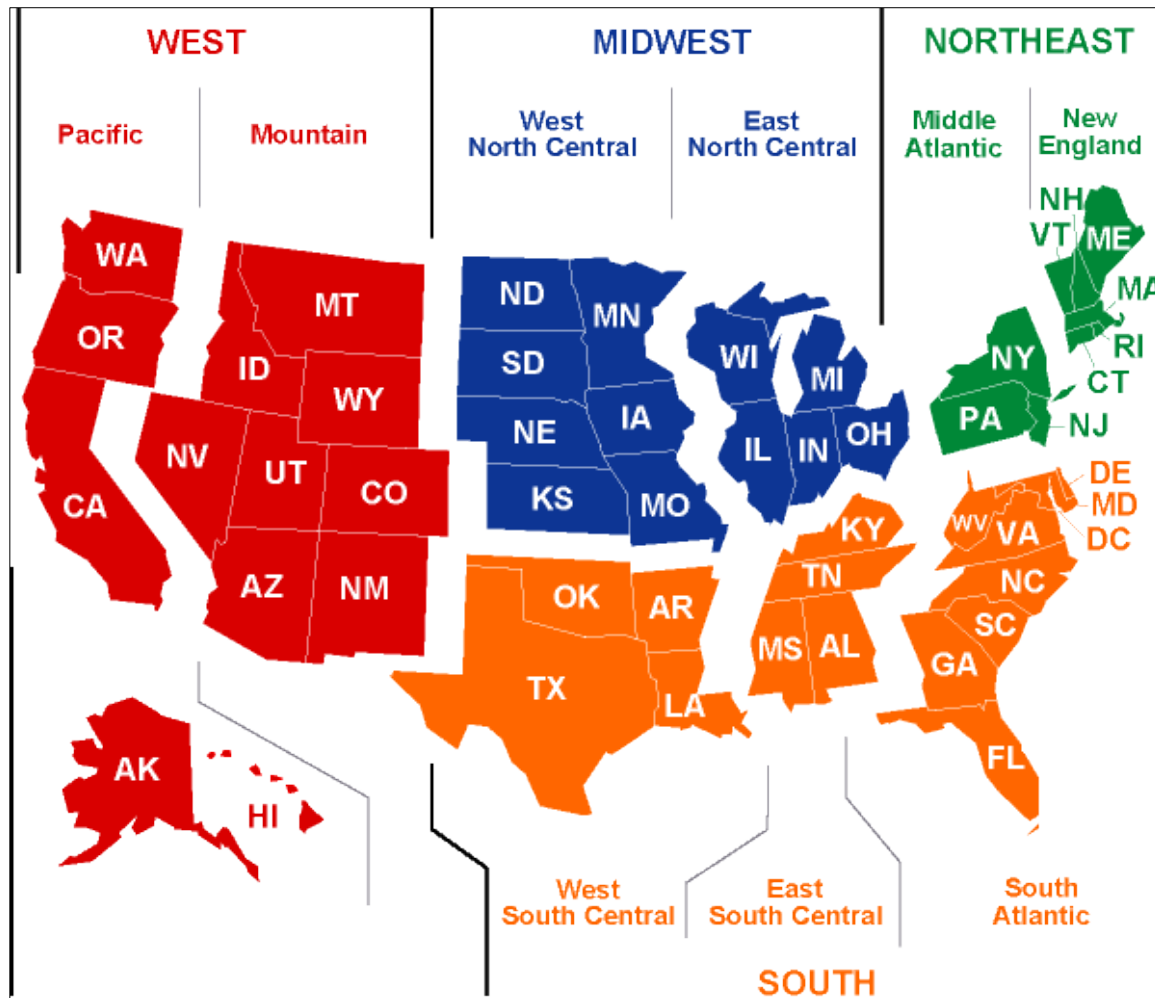 WEST
MIDWEST
NORTHEAST
Pacific
Mountain
West
North Central
East
North Central
Middle
Atlantic
New
England
WA
OR
CA
NV
ID
MT
WY
UT
CO
AZ
NM
AK
HI
ND
SD
NE
KS
MN
IA
MO
WI
MI
IL
IN
OH
NH
VT
ME
MA
RI
CT
NY
PA
NJ
OK
TX
AR
LA
KY
TN
MS
AL
DE
MD
DC
WV
VA
NC
SC
GA
FL
West
South Central
East
South Central
South
Atlantic
SOUTH